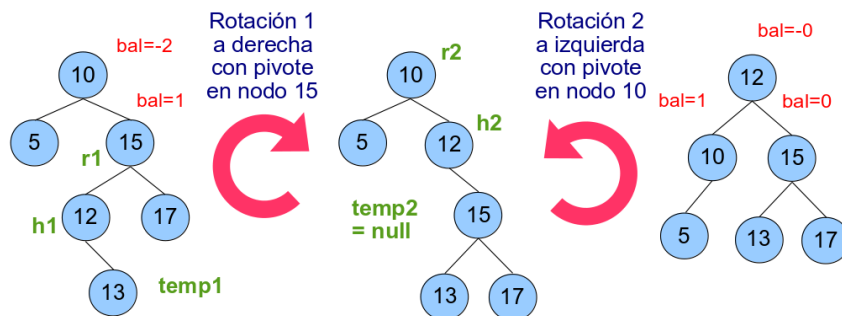 bal=-2
10
bal=1
5
15
r1
12
17
h1
13
temp1
Rotación 1
a derecha
con pivote
en nodo 15
r2
10
h2
5
12
temp2
= null
15
13
17
Rotación 2
a izquierda
con pivote
en nodo 10
bal=-0
12
bal=1
bal=0
10
15
5
13
17